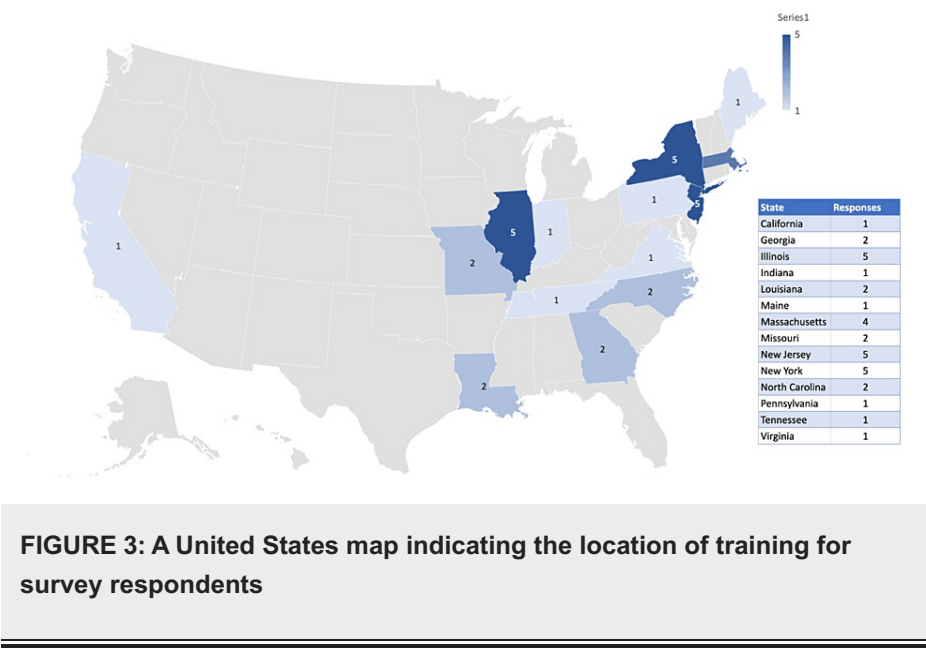 Series1
5
1
1
5
1
5
5
1
2
1
1
2
2
2
1
State Responses
California 1
Georgia 2
Illinois 5
Indiana 1
Louisiana 2
Maine 1
Massachusetts 4
Missouri 2
New Jersey 5
New York 5
North Carolina 2
Pennsylvania 1
Tennessee 1
Virginia 1
FIGURE 3: A United States map indicating the location of training for
survey respondents